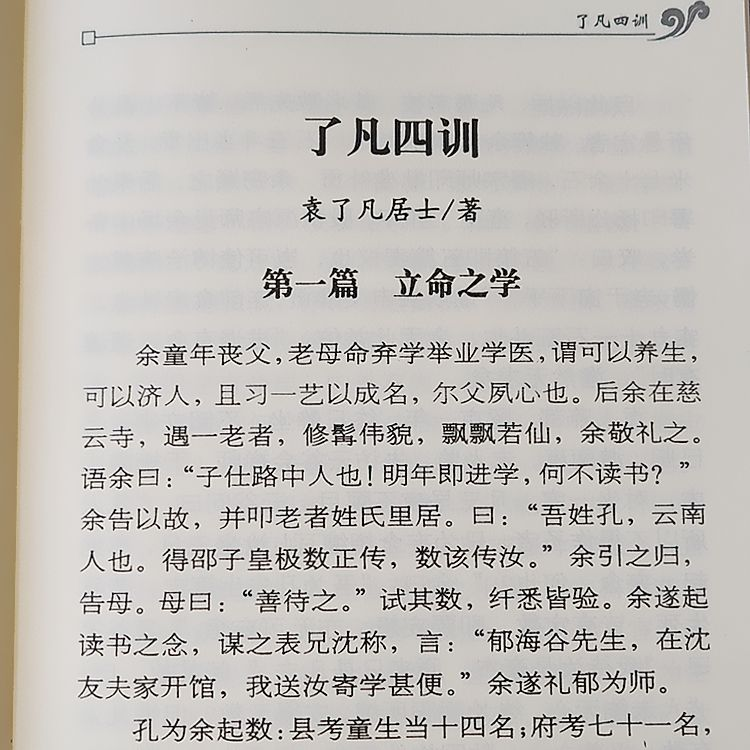 了凡四训
了凡四训
袁了凡居士/著
第一篇 立命之学
余童年丧父，老母命弃学举业学医，谓可以养生，
可以济人，且习一艺以成名，尔父夙心也。后余在慈
云寺，遇一老者，修髯伟貌，飘飘若仙，余敬礼之。
语余曰：“子仕路中人也！明年即进学，何不读书？”
余告以故，并叩老者姓氏里居。曰：“吾姓孔，云南
人也。得邵子皇极数正传，数该传汝。”余引之归，
告母。母曰：“善待之。”试其数，纤悉皆验。余遂起
读书之念，谋之表兄沈称，言：“郁海谷先生，在沈
友夫家开馆，我送汝寄学甚便。”余遂礼郁为师。
孔为余起数：县考童生当十四名；府考七十一名，